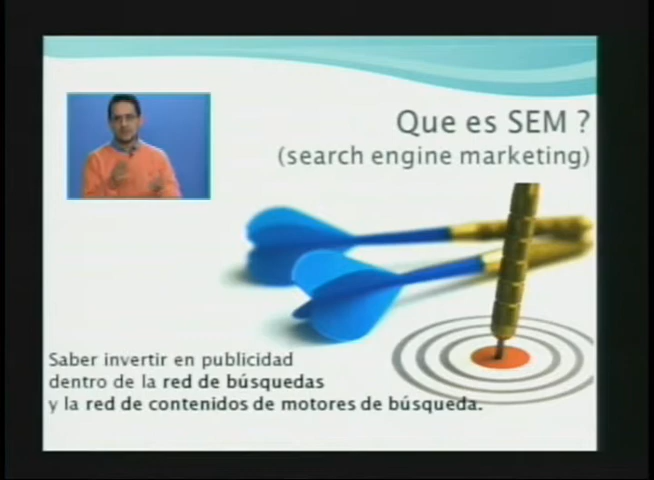 Que es SEM ?
(search engine marketing)
Saber invertir en publicidad
dentro de la red de búsquedas
y la red de contenidos de motores de búsqueda.